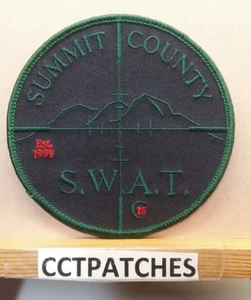 SUMMIT COUNTY
Est.
1999
S.W.A.T.
CCTPATCHES